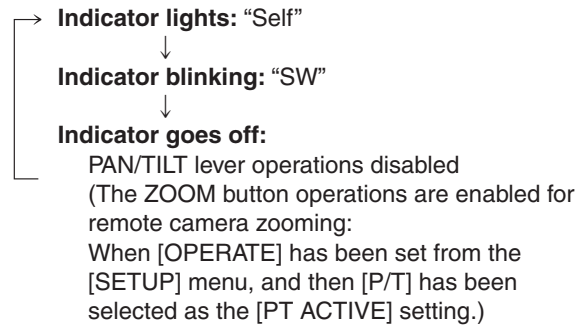 Indicator lights: “Self”
Indicator blinking: “SW”
Indicator goes off:
PAN/TILT lever operations disabled
(The ZOOM button operations are enabled for
remote camera zooming:
When [OPERATE] has been set from the
[SETUP] menu, and then [P/T] has been
selected as the [PT ACTIVE] setting.)